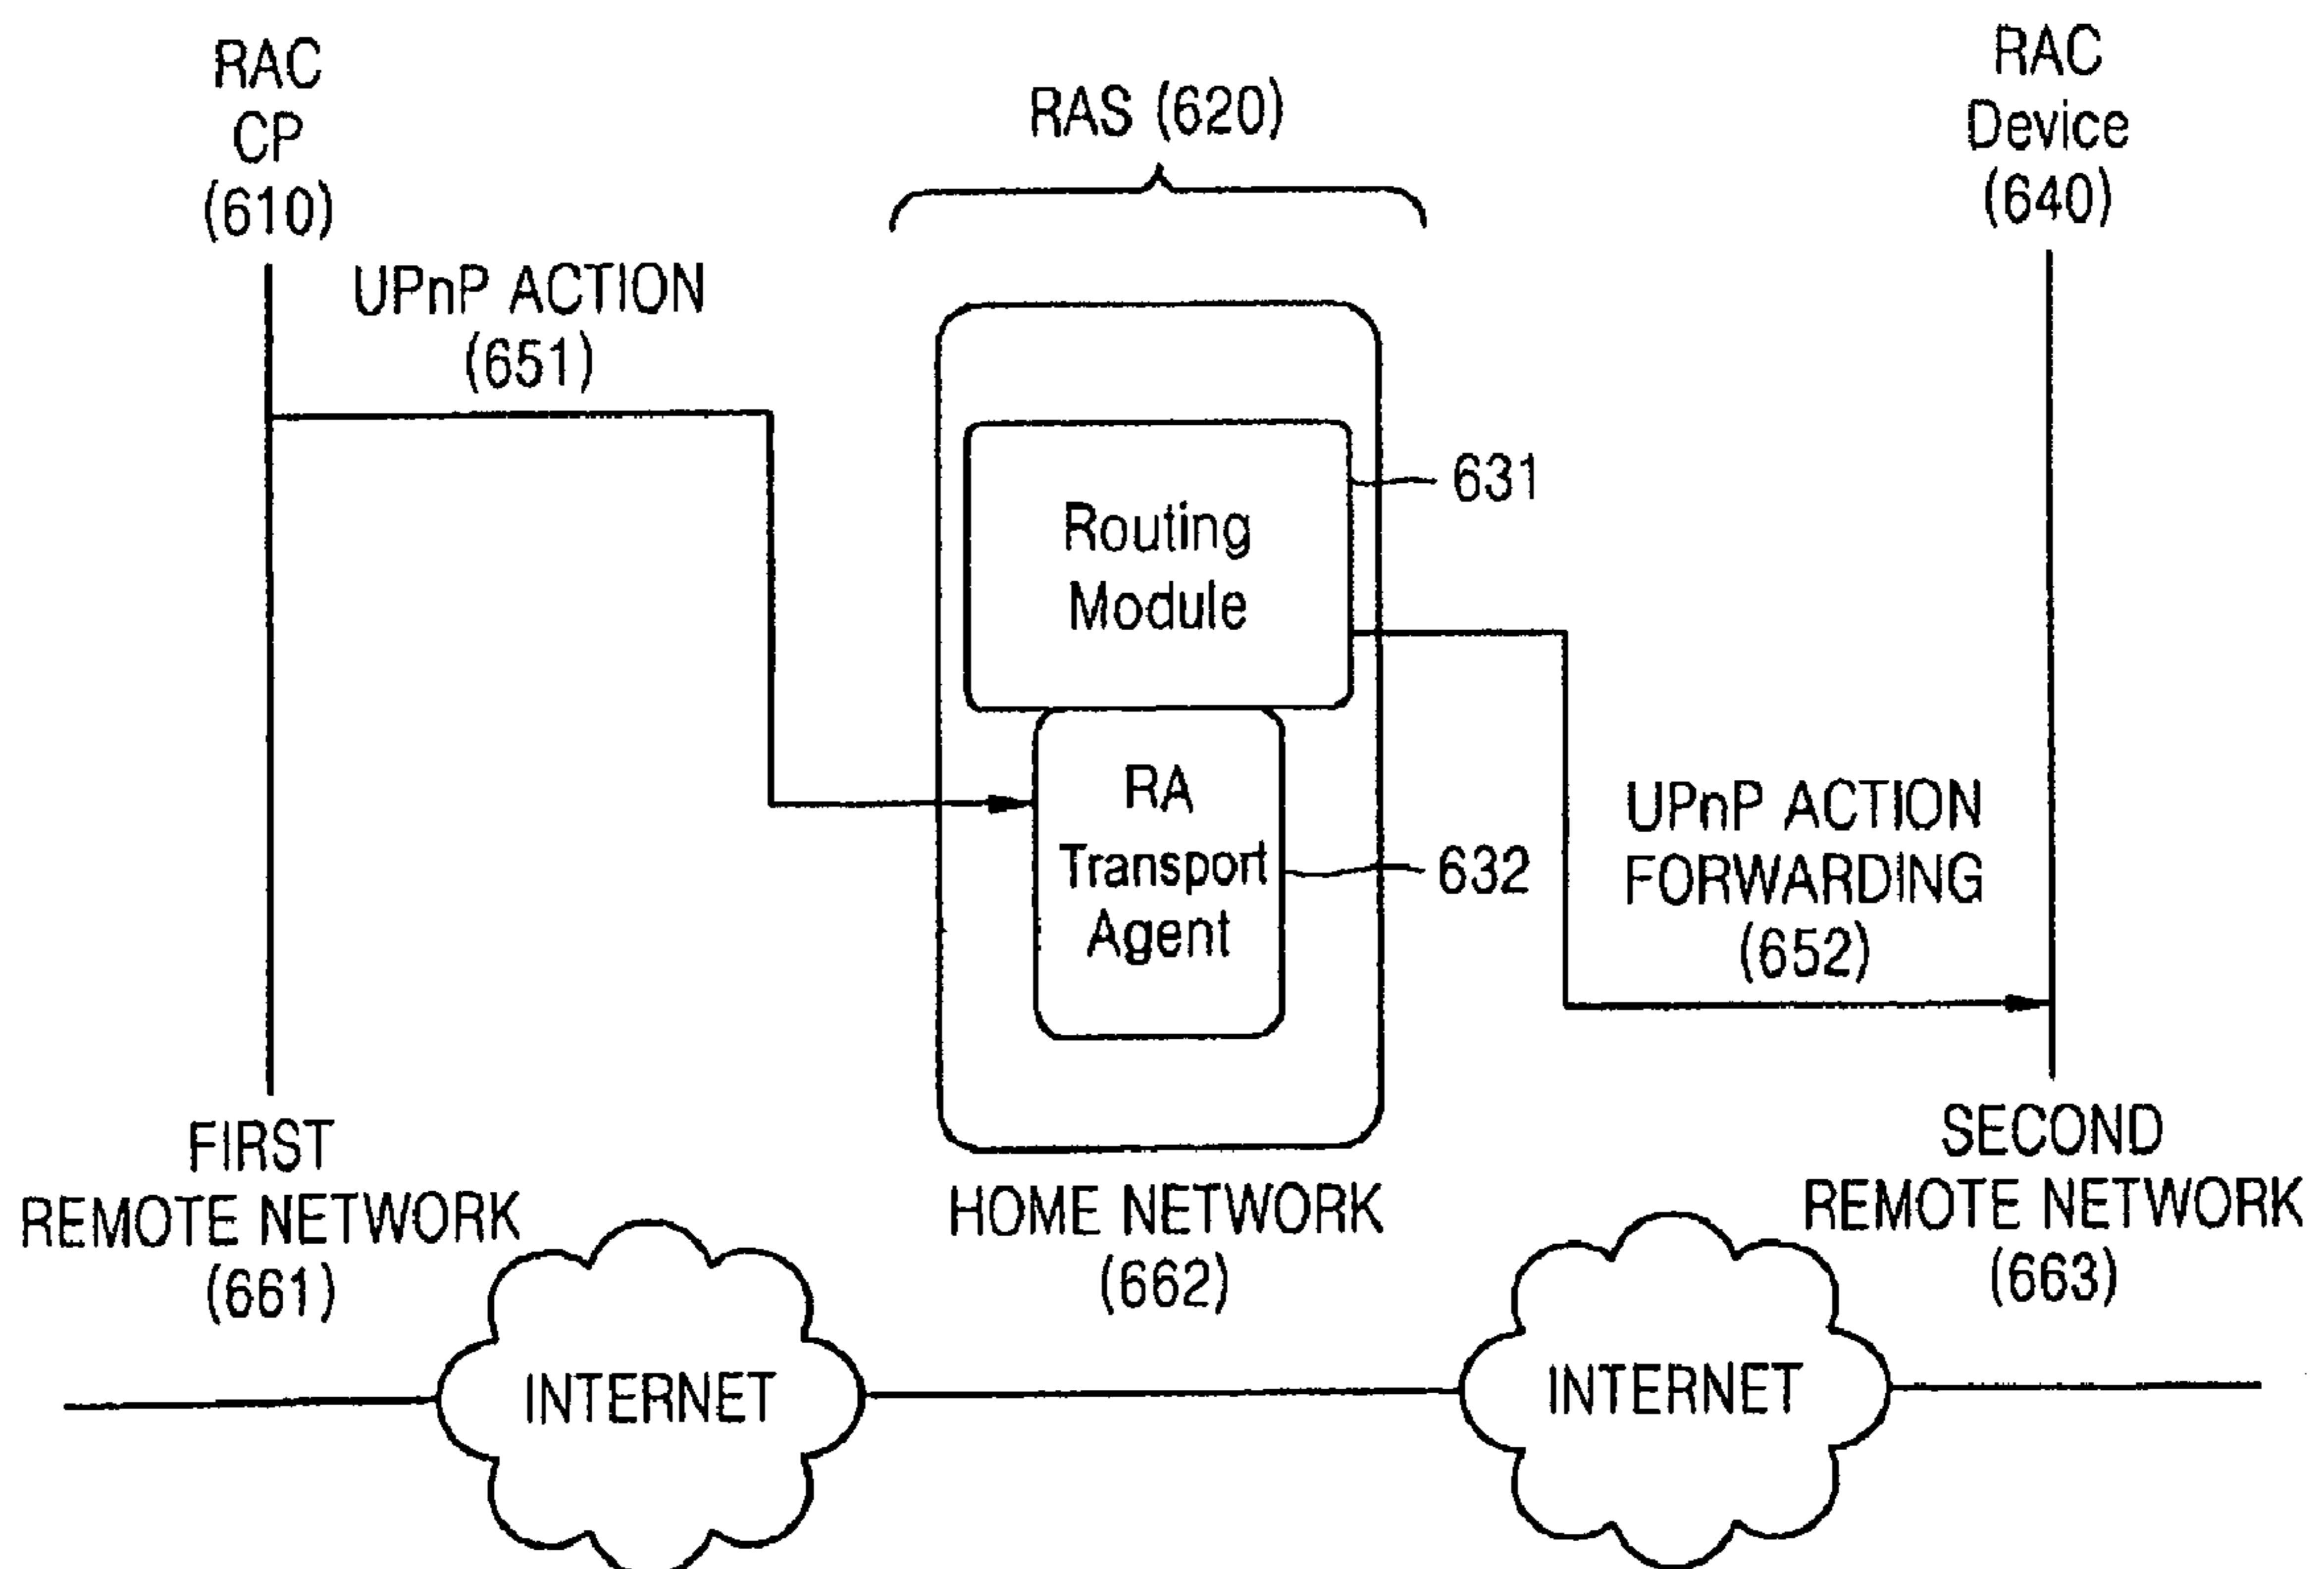 RAC
CP
(610)
RAS (620)
RAC
Device
(640)
UPnP ACTION
(651)
631
Routing
Module
RA
Transport
Agent
632
UPnP ACTION
FORWARDING
(652)
FIRST
REMOTE NETWORK
(661)
HOME NETWORK
(662)
SECOND
REMOTE NETWORK
(663)
INTERNET
INTERNET